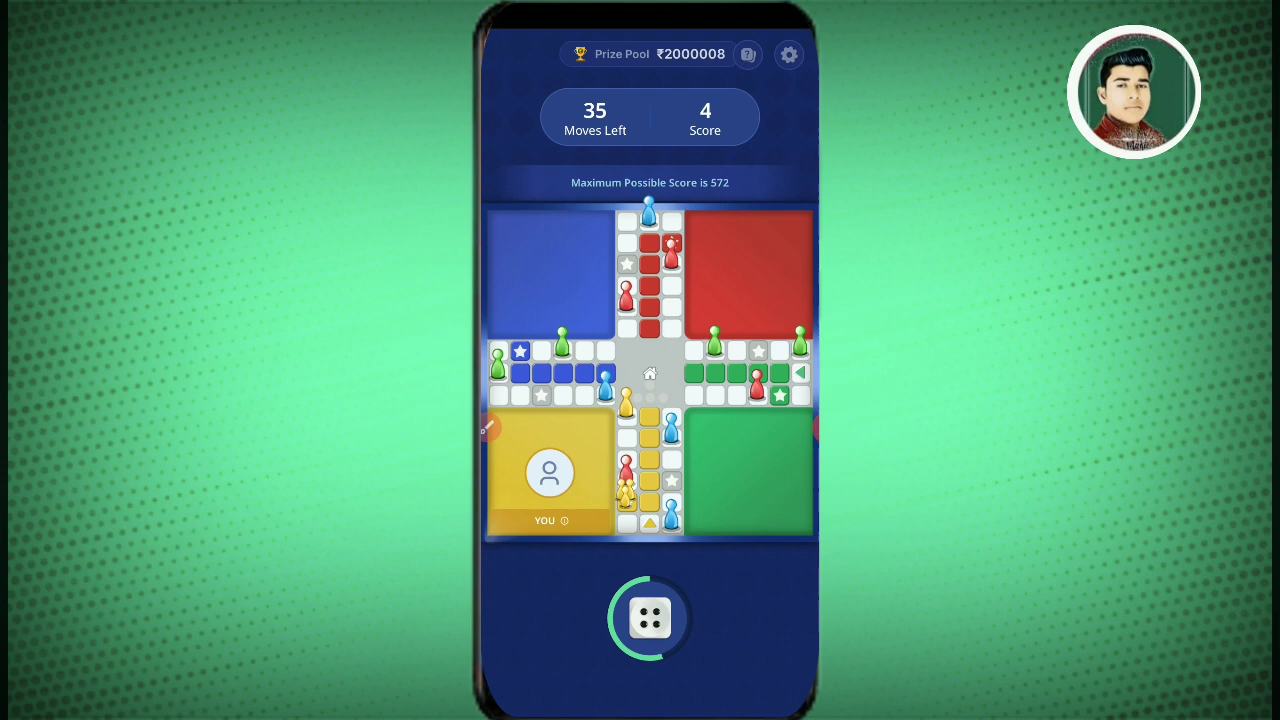 Prize Pool ₹2000008
35 4
Moves Left Score
Maximum Possible Score is 572
YOU